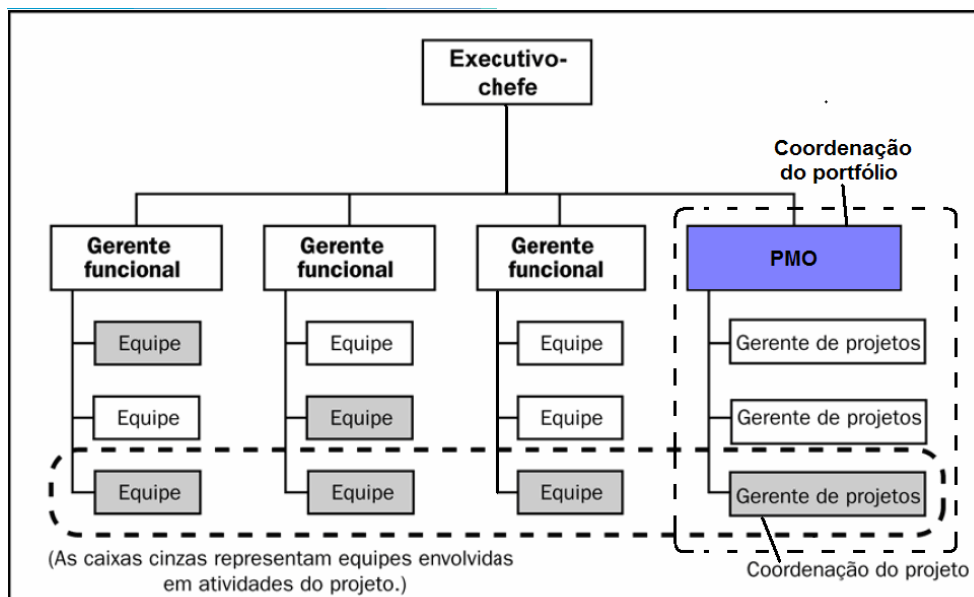 Executivo-
chefe
Coordenação
do portfólio
Gerente
funcional
Gerente
funcional
Gerente
funcional
PMO
Equipe
Equipe
Equipe
Gerente de projetos
Equipe
Equipe
Equipe
Gerente de projetos
Equipe
Equipe
Equipe
Gerente de projetos
(As caixas cinzas representam equipes envolvidas
em atividades do projeto.)
Coordenação do projeto